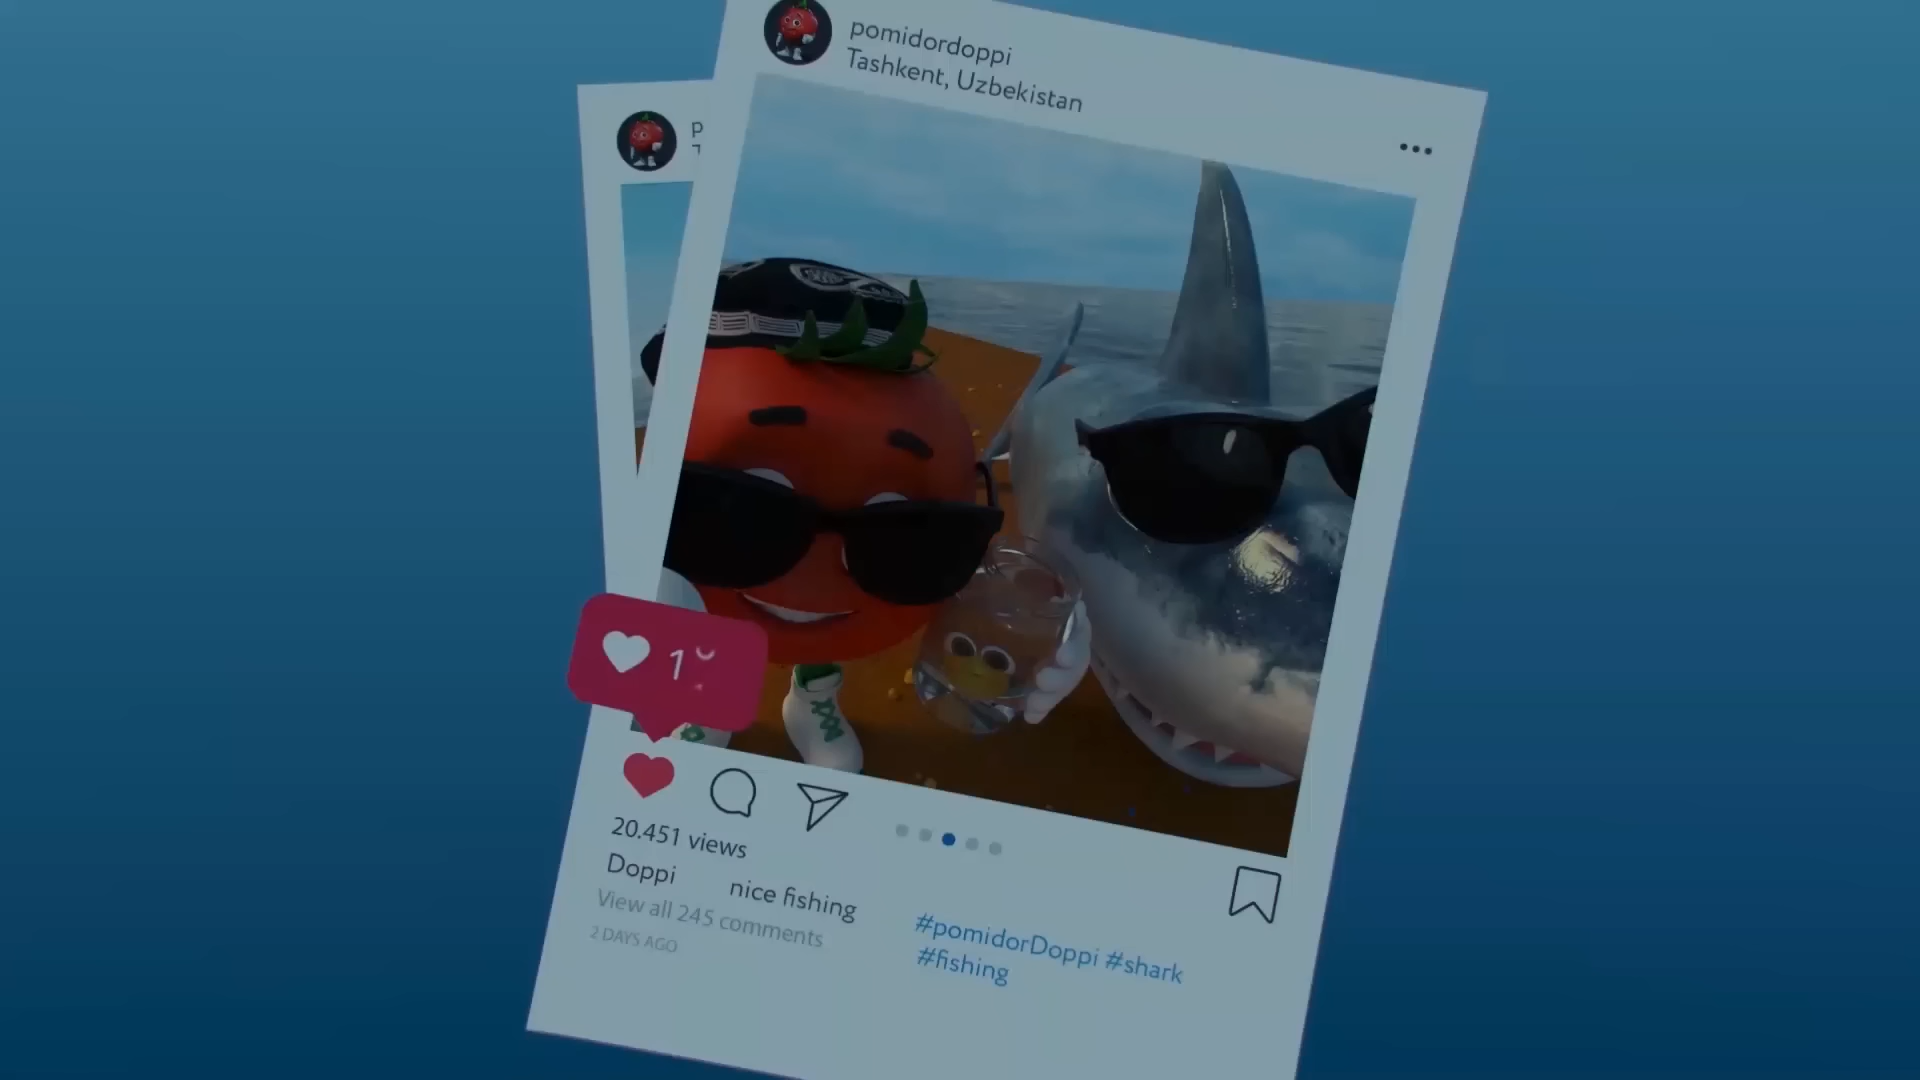 pomidordoppi
Tashkent, Uzbekistan
1
20.451 views
Doppi nice fishing
View all 245 comments
2 DAYS AGO
#pomidorDoppi #shark
#fishing